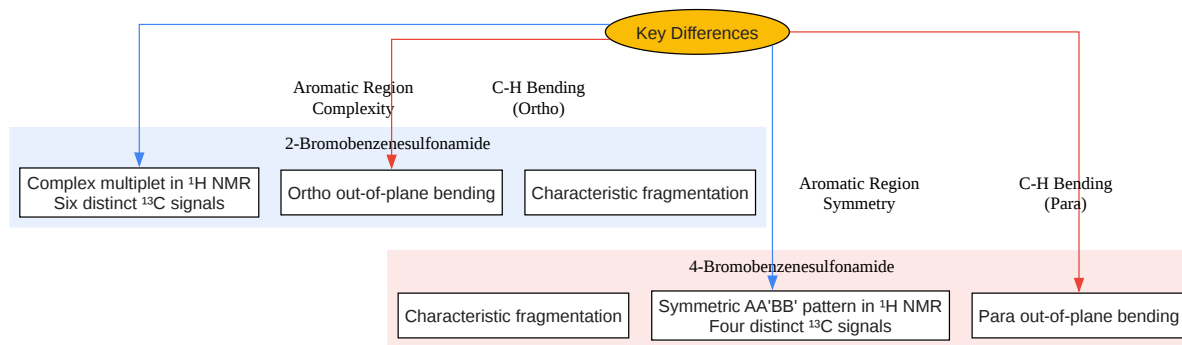 Key Differences
Aromatic Region
Complexity
C-H Bending
(Ortho)
2-Bromobenzenesulfonamide
Complex multiplet in ¹H NMR
Six distinct ¹³C signals
Ortho out-of-plane bending
Characteristic fragmentation
Aromatic Region
Symmetry
C-H Bending
(Para)
4-Bromobenzenesulfonamide
Characteristic fragmentation
Symmetric AA'BB' pattern in ¹H NMR
Four distinct ¹³C signals
Para out-of-plane bending